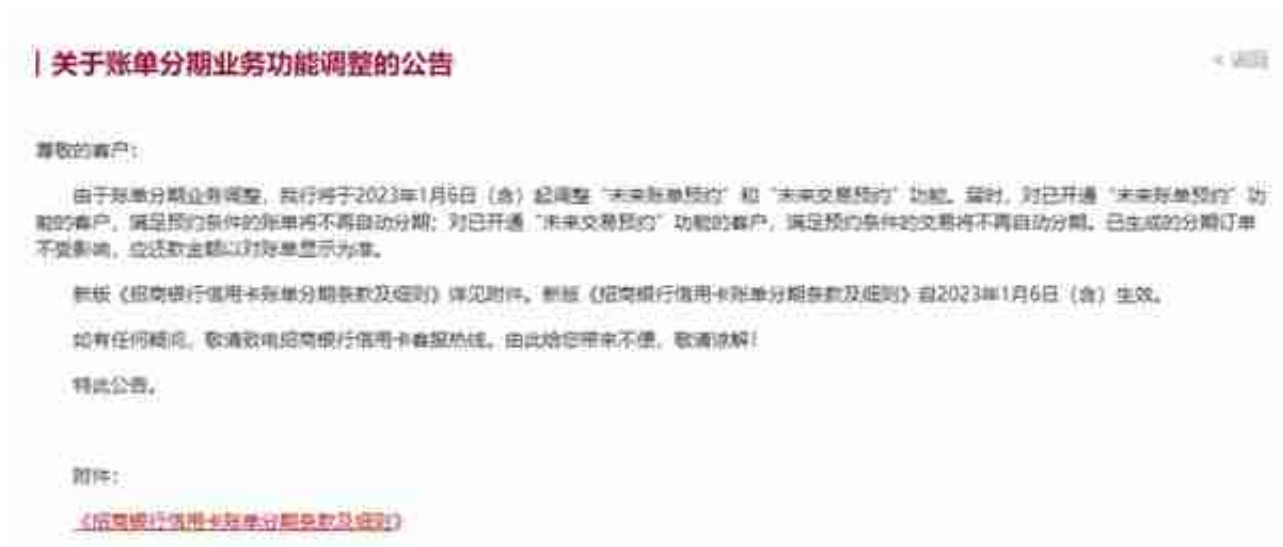 关于账单分期业务功能调整的公告
< 返回
尊敬的客户：
由于账单分期业务调整，我行将于2023年1月6日（含）起调整“未来账单预约”和“未来交易预约”功能。届时，对已开通“未来账单预约”功
能的客户，满足预约条件的账单将不再自动分期；对已开通“未来交易预约”功能的客户，满足预约条件的交易将不再自动分期。已生成的分期订单
不受影响，应还款金额以对账单显示为准。
新版《招商银行信用卡账单分期条款及细则》详见附件。新版《招商银行信用卡账单分期条款及细则》自2023年1月6日（含）生效。
如有任何疑问，敬请致电招商银行信用卡客服热线。由此给您带来不便，敬请谅解！
特此公告。
附件：
《招商银行信用卡账单分期条款及细则》